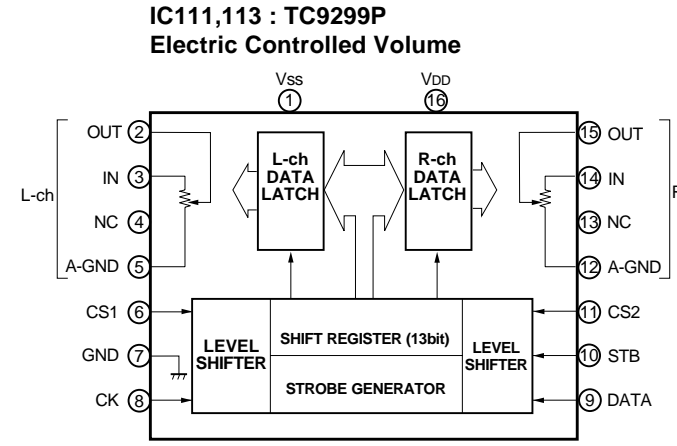 IC111,113 : TC9299P
Electric Controlled Volume
VSS
1
VDD
16
OUT 2
IN 3
NC 4
A-GND 5
CS1 6
GND 7
CK 8
L-ch
L-ch
DATA
LATCH
R-ch
DATA
LATCH
15 OUT
14 IN
13 NC
12 A-GND
11 CS2
10 STB
9 DATA
LEVEL
SHIFTER
SHIFT REGISTER (13bit)
STROBE GENERATOR
LEVEL
SHIFTER